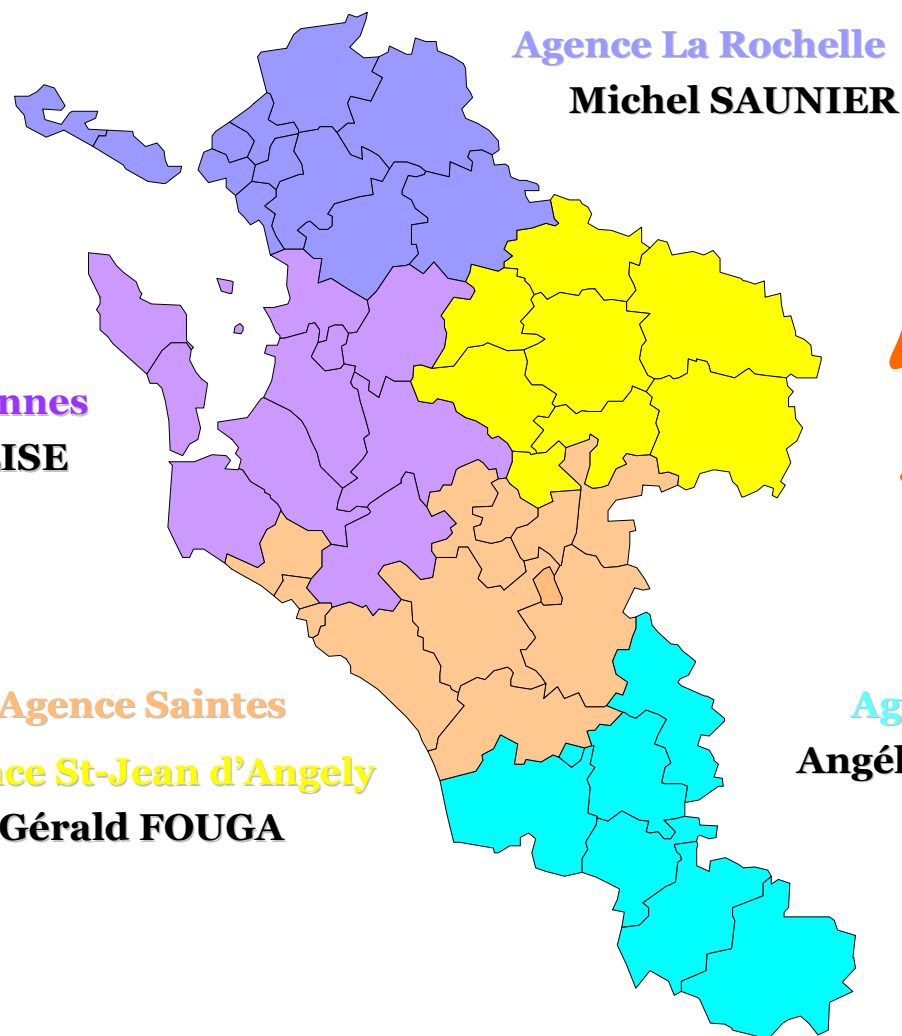 Agence La Rochelle
Michel SAUNIER
nnes
ISE
Agence Saintes
nce St-Jean d’Angely
Gérald FOUGA
Ag
Angél